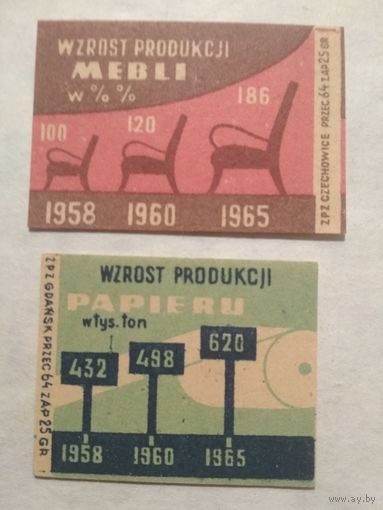 WZROST PRODUKCJI
MEBLI
w % %
100 120 186
1958 1960 1965
ZPZ CZECHOWICE PRZEC 64 ZAP 25 GR
WZROST PRODUKCJI
PAPIERU
w tys. ton
432 498 620
1958 1960 1965
ZPZ GDAŃSK PRZEC 64 ZAP 25 GR
www.ay.by